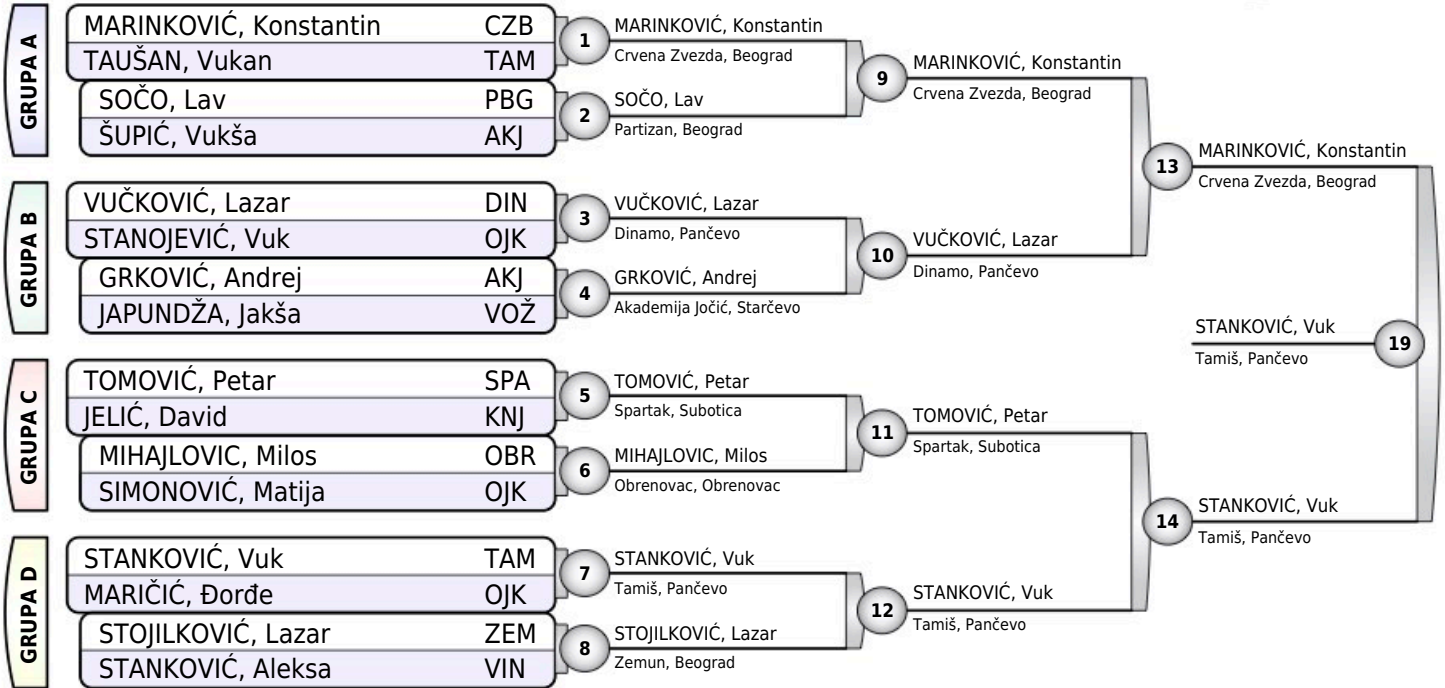 GRUPA A
MARINKOVIĆ, Konstantin CZB
TAUŠAN, Vukan TAM
SOČO, Lav PBG
ŠUPIĆ, Vukša AKJ
GRUPA B
VUČKOVIĆ, Lazar DIN
STANOJEVIĆ, Vuk OJK
GRKOVIĆ, Andrej AKJ
JAPUNDŽA, Jakša VOŽ
GRUPA C
TOMOVIĆ, Petar SPA
JELIĆ, David KNJ
MIHAJLOVIC, Milos OBR
SIMONOVIĆ, Matija OJK
GRUPA D
STANKOVIĆ, Vuk TAM
MARIČIĆ, Đorđe OJK
STOJILKOVIĆ, Lazar ZEM
STANKOVIĆ, Aleksa VIN
1
MARINKOVIĆ, Konstantin
Crvena Zvezda, Beograd
2
SOČO, Lav
Partizan, Beograd
3
VUČKOVIĆ, Lazar
Dinamo, Pančevo
4
GRKOVIĆ, Andrej
Akademija Jočić, Starčevo
5
TOMOVIĆ, Petar
Spartak, Subotica
6
MIHAJLOVIC, Milos
Obrenovac, Obrenovac
7
STANKOVIĆ, Vuk
Tamiš, Pančevo
8
STOJILKOVIĆ, Lazar
Zemun, Beograd
9
MARINKOVIĆ, Konstantin
Crvena Zvezda, Beograd
10
VUČKOVIĆ, Lazar
Dinamo, Pančevo
11
TOMOVIĆ, Petar
Spartak, Subotica
12
STANKOVIĆ, Vuk
Tamiš, Pančevo
13
MARINKOVIĆ, Konstantin
Crvena Zvezda, Beograd
14
STANKOVIĆ, Vuk
Tamiš, Pančevo
STANKOVIĆ, Vuk
Tamiš, Pančevo
19